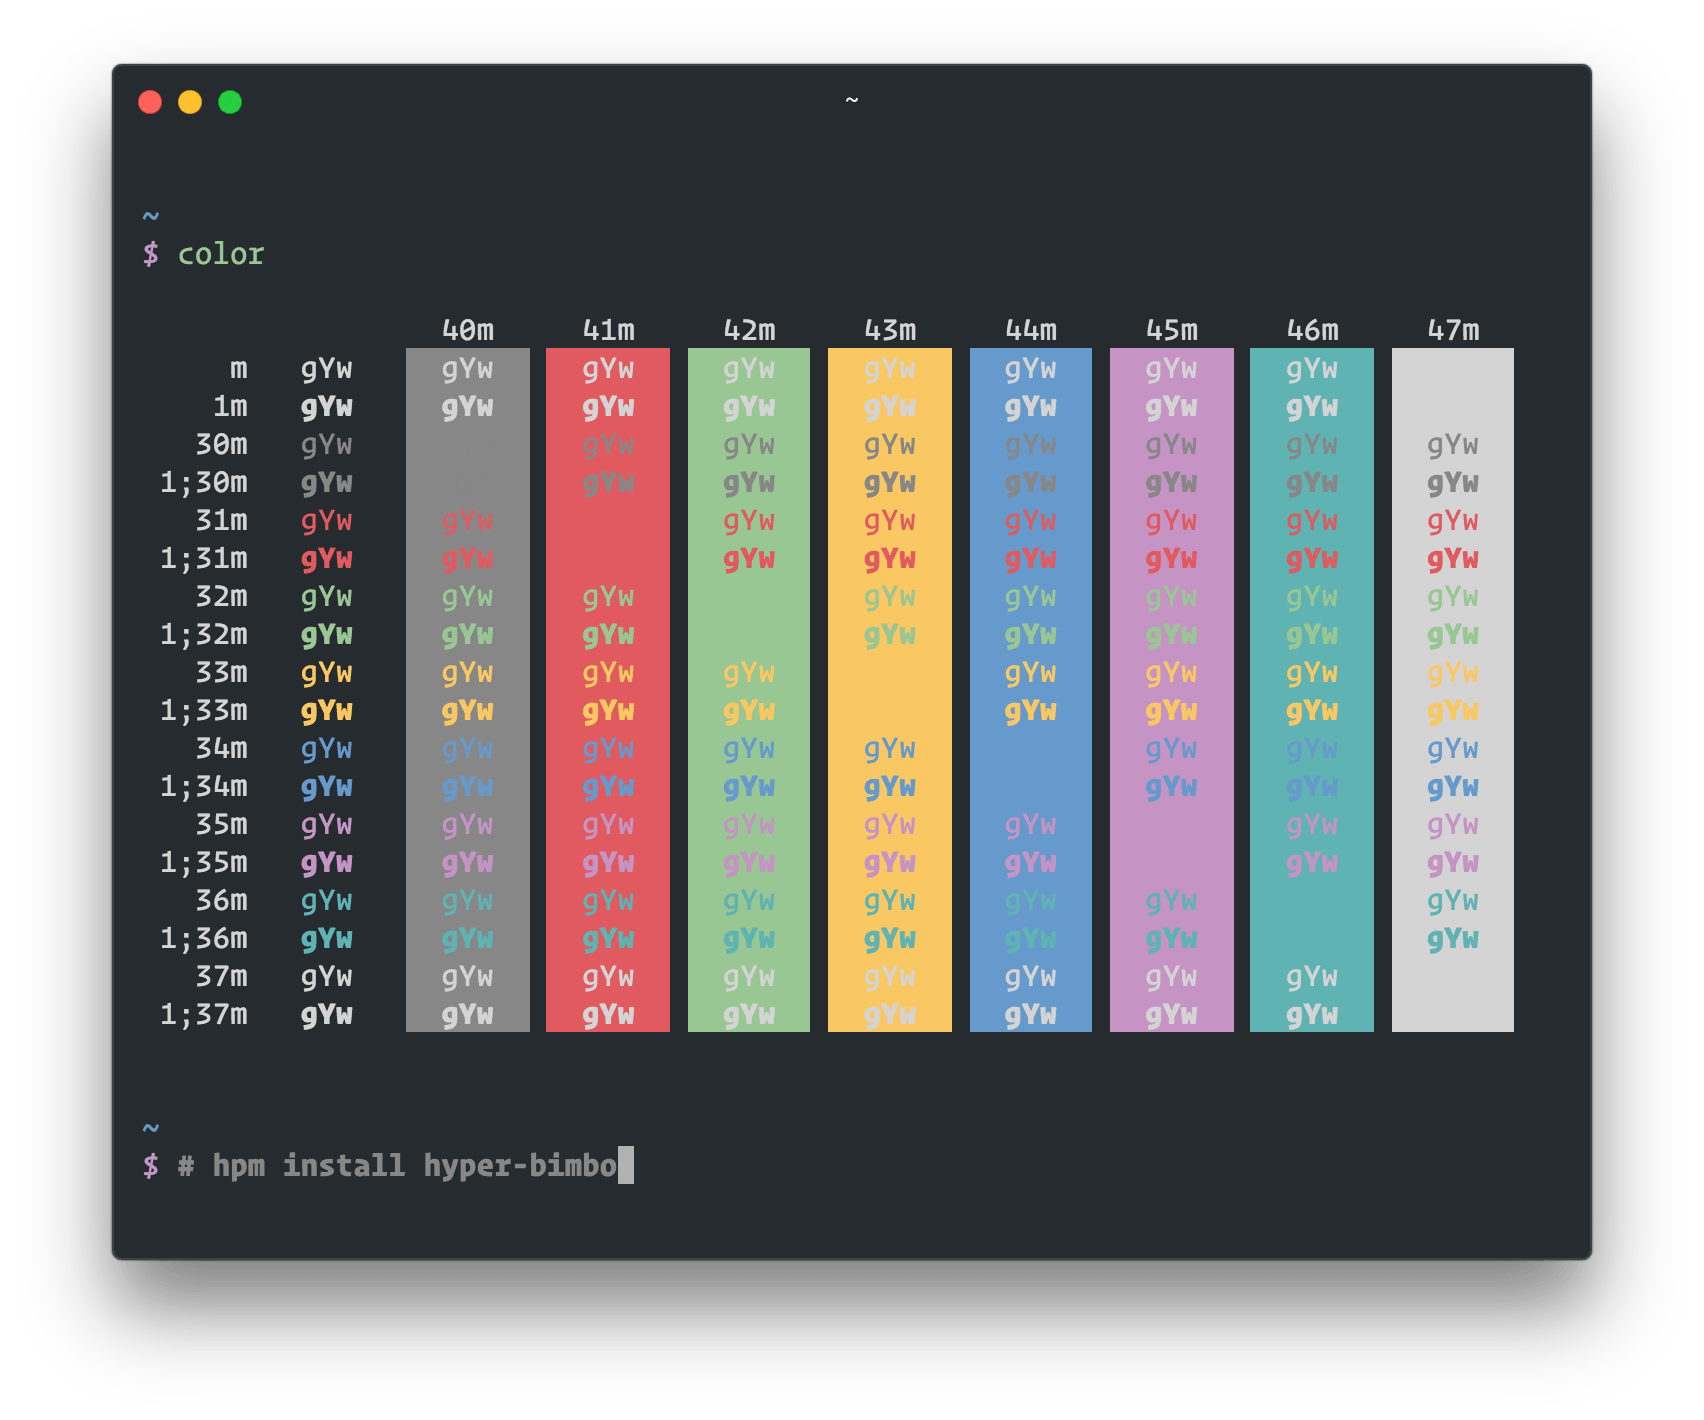 ~
~
$ color
40m 41m 42m 43m 44m 45m 46m 47m
m gYw gYw gYw gYw gYw gYw gYw gYw
1m gYw gYw gYw gYw gYw gYw gYw gYw
30m gYw gYw gYw gYw gYw gYw gYw gYw
1;30m gYw gYw gYw gYw gYw gYw gYw gYw
31m gYw gYw gYw gYw gYw gYw gYw gYw
1;31m gYw gYw gYw gYw gYw gYw gYw gYw
32m gYw gYw gYw gYw gYw gYw gYw gYw
1;32m gYw gYw gYw gYw gYw gYw gYw gYw
33m gYw gYw gYw gYw gYw gYw gYw gYw
1;33m gYw gYw gYw gYw gYw gYw gYw gYw
34m gYw gYw gYw gYw gYw gYw gYw gYw
1;34m gYw gYw gYw gYw gYw gYw gYw gYw
35m gYw gYw gYw gYw gYw gYw gYw gYw
1;35m gYw gYw gYw gYw gYw gYw gYw gYw
36m gYw gYw gYw gYw gYw gYw gYw gYw
1;36m gYw gYw gYw gYw gYw gYw gYw gYw
37m gYw gYw gYw gYw gYw gYw gYw gYw
1;37m gYw gYw gYw gYw gYw gYw gYw gYw
~
$ # hpm install hyper-bimbo